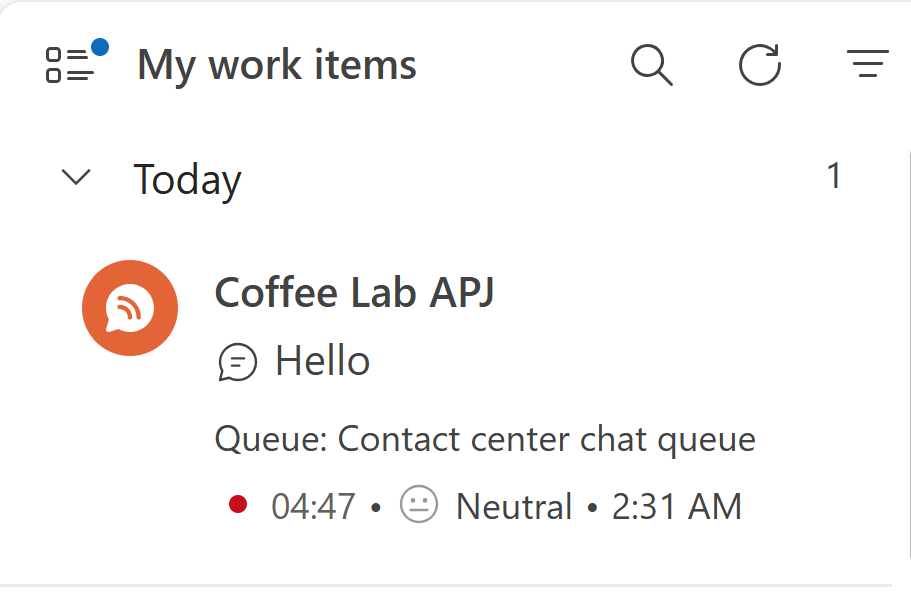 My work items
Today 1
Coffee Lab APJ
Hello
Queue: Contact center chat queue
04:47 • Neutral • 2:31 AM